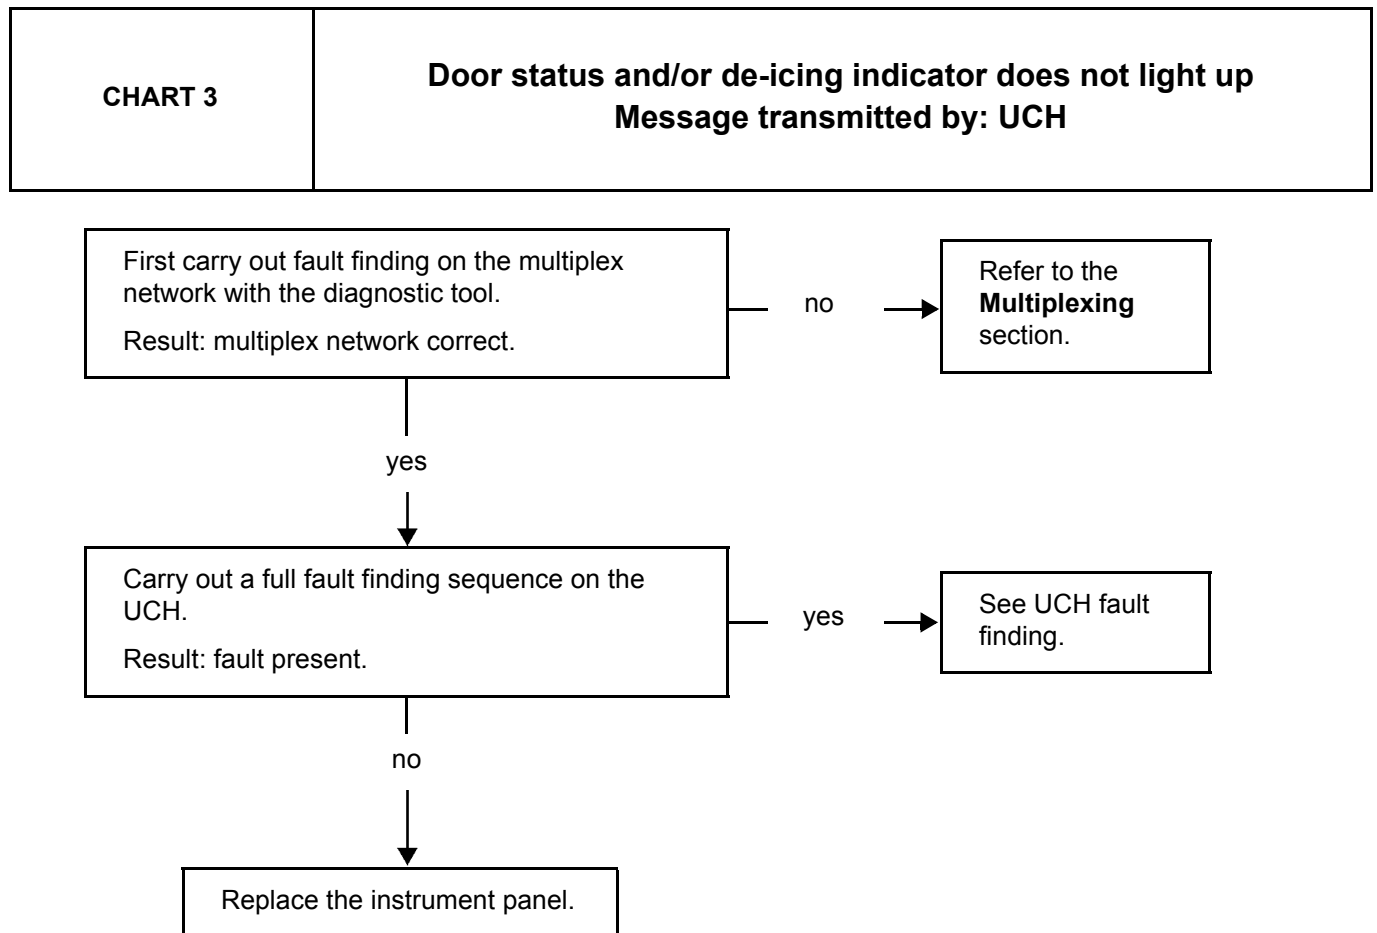 CHART 3
Door status and/or de-icing indicator does not light up
Message transmitted by: UCH
First carry out fault finding on the multiplex
network with the diagnostic tool.
Result: multiplex network correct.
no
Refer to the
Multiplexing
section.
yes
Carry out a full fault finding sequence on the
UCH.
Result: fault present.
yes
See UCH fault
finding.
no
Replace the instrument panel.